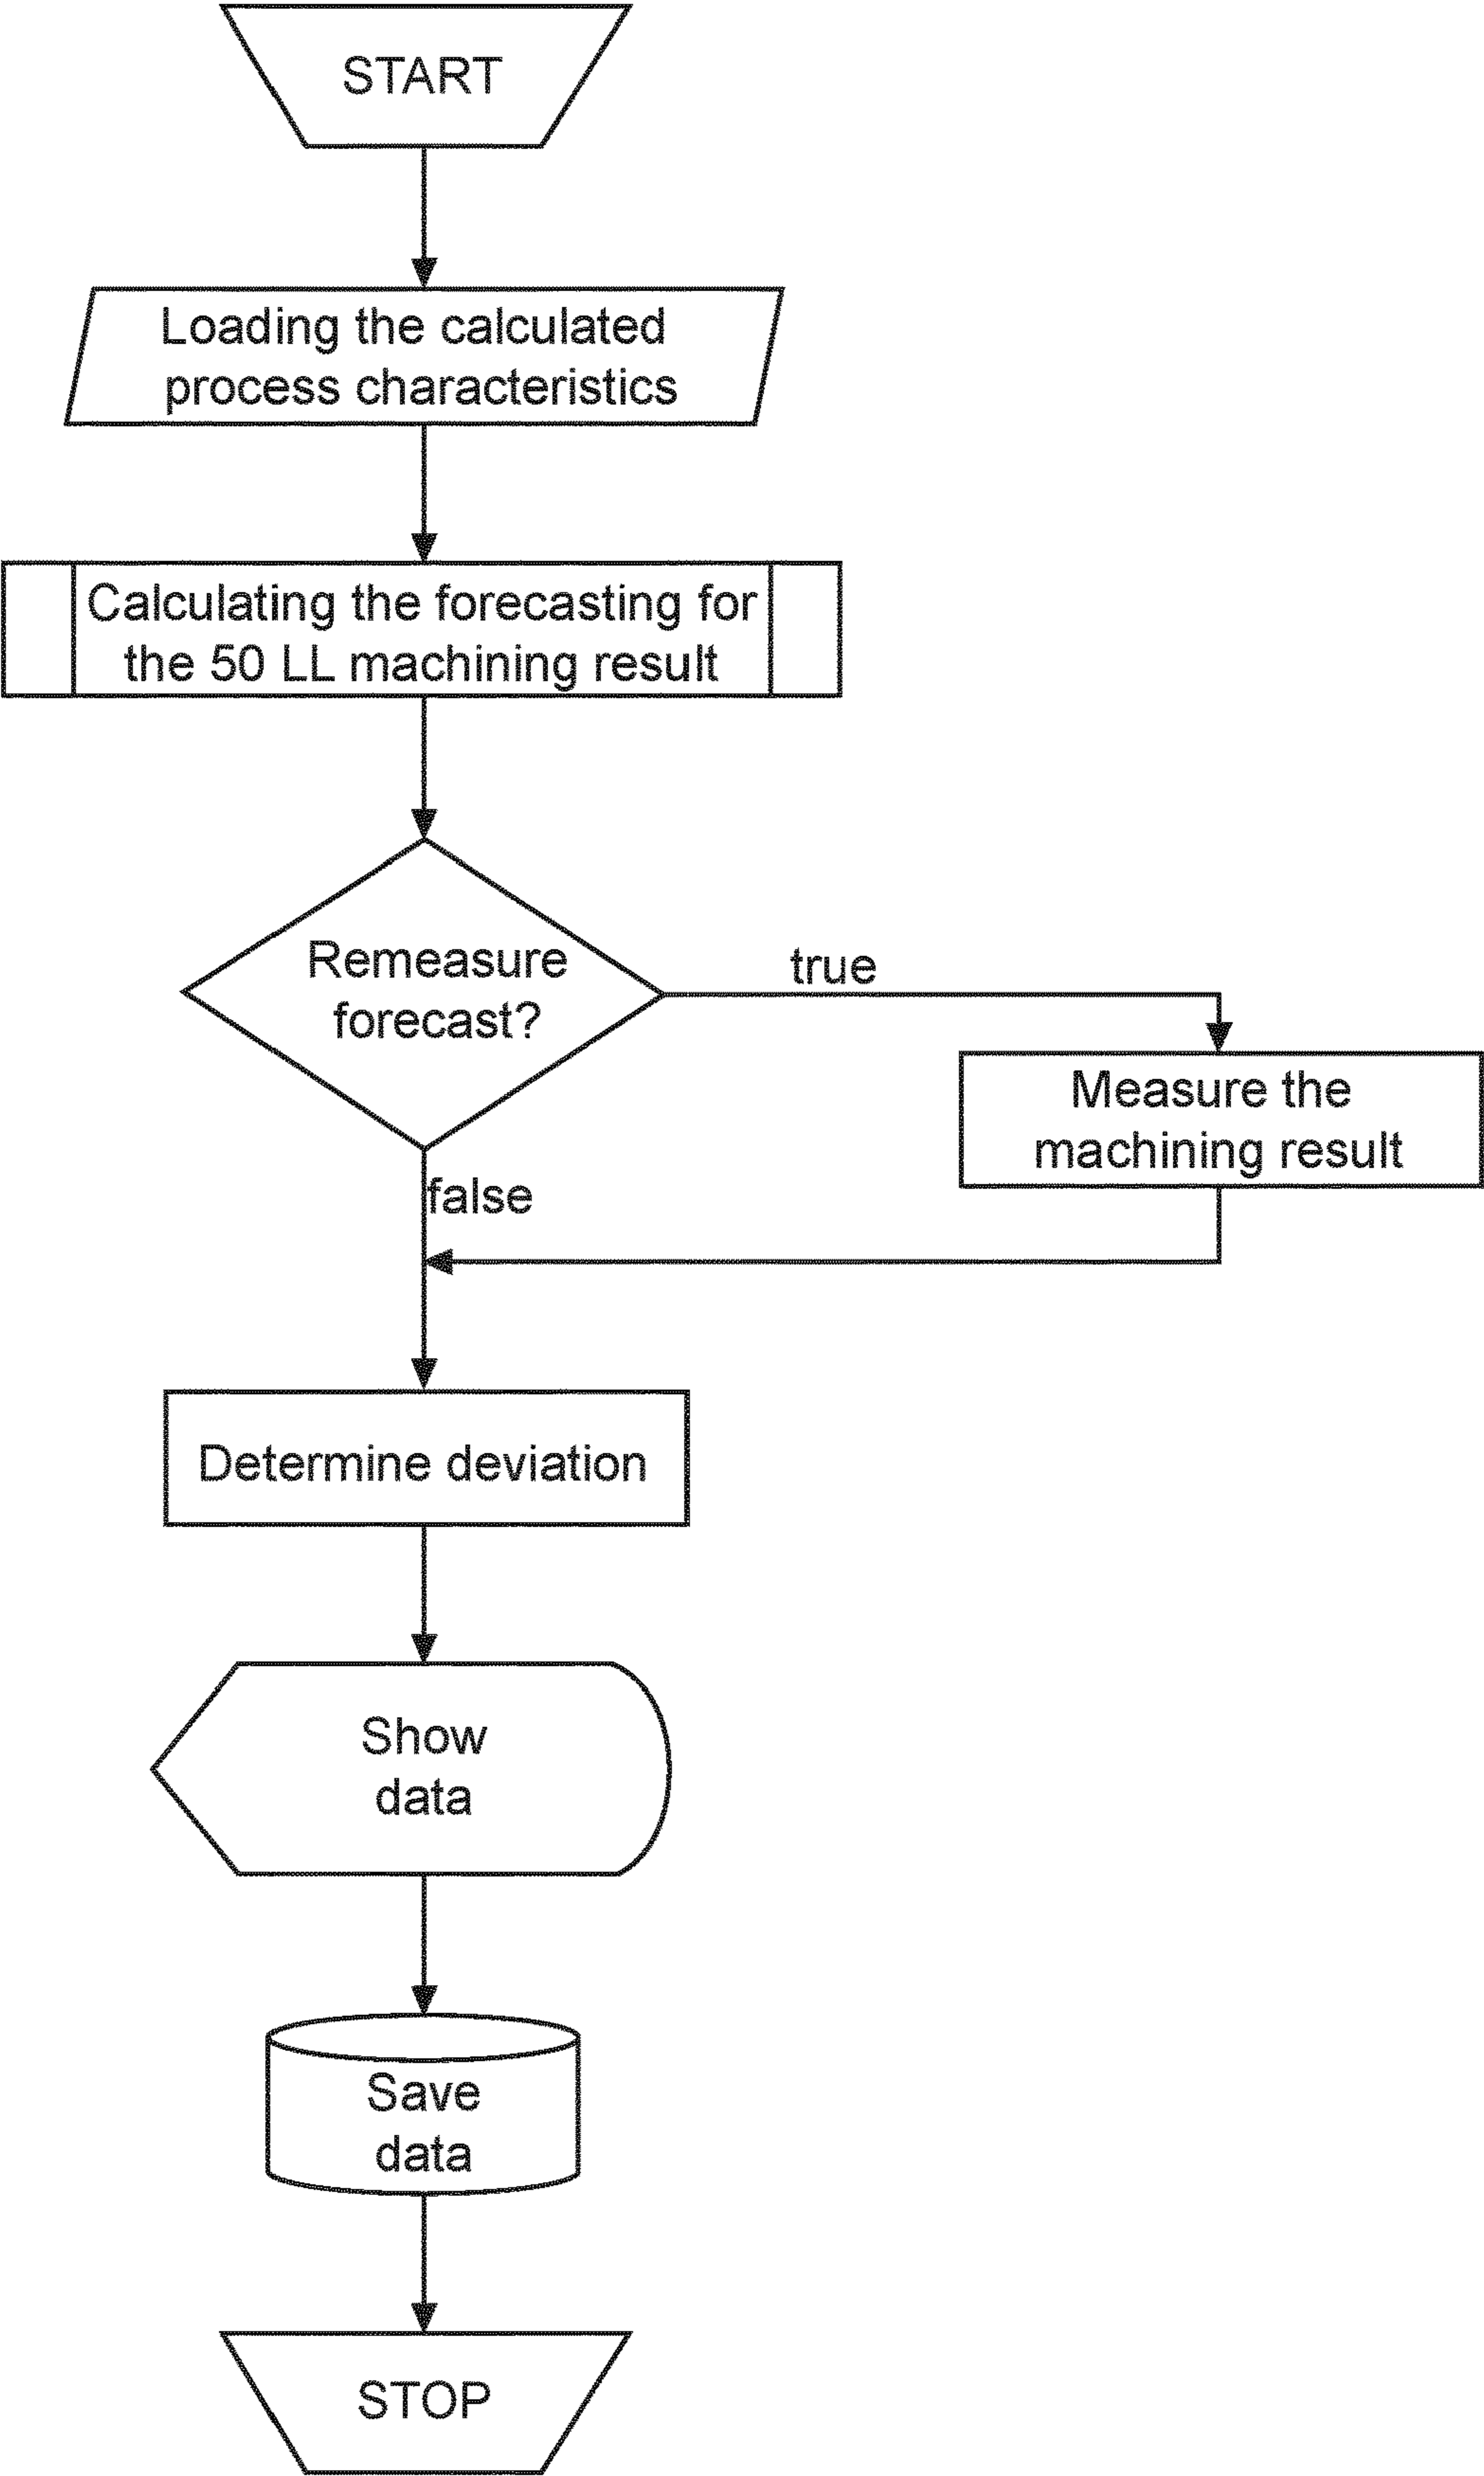 START
Loading the calculated
process characteristics
Calculating the forecasting for
the 50 LL machining result
Remeasure
forecast?
true
Measure the
machining result
false
Determine deviation
Show
data
Save
data
STOP